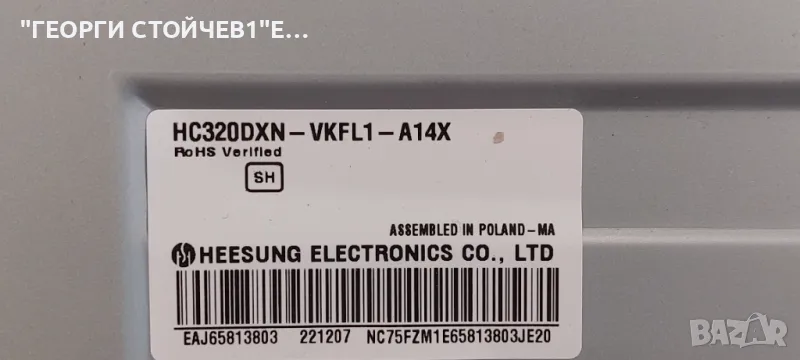 "ГЕОРГИ СТОЙЧЕВ1"Е...
HC320DXN-VKFL1-A14X
RoHS Verified
SH
ASSEMBLED IN POLAND-MA
HEESUNG ELECTRONICS CO., LTD
EAJ65813803 221207 NC75FZM1E65813803JE20
BAZAR